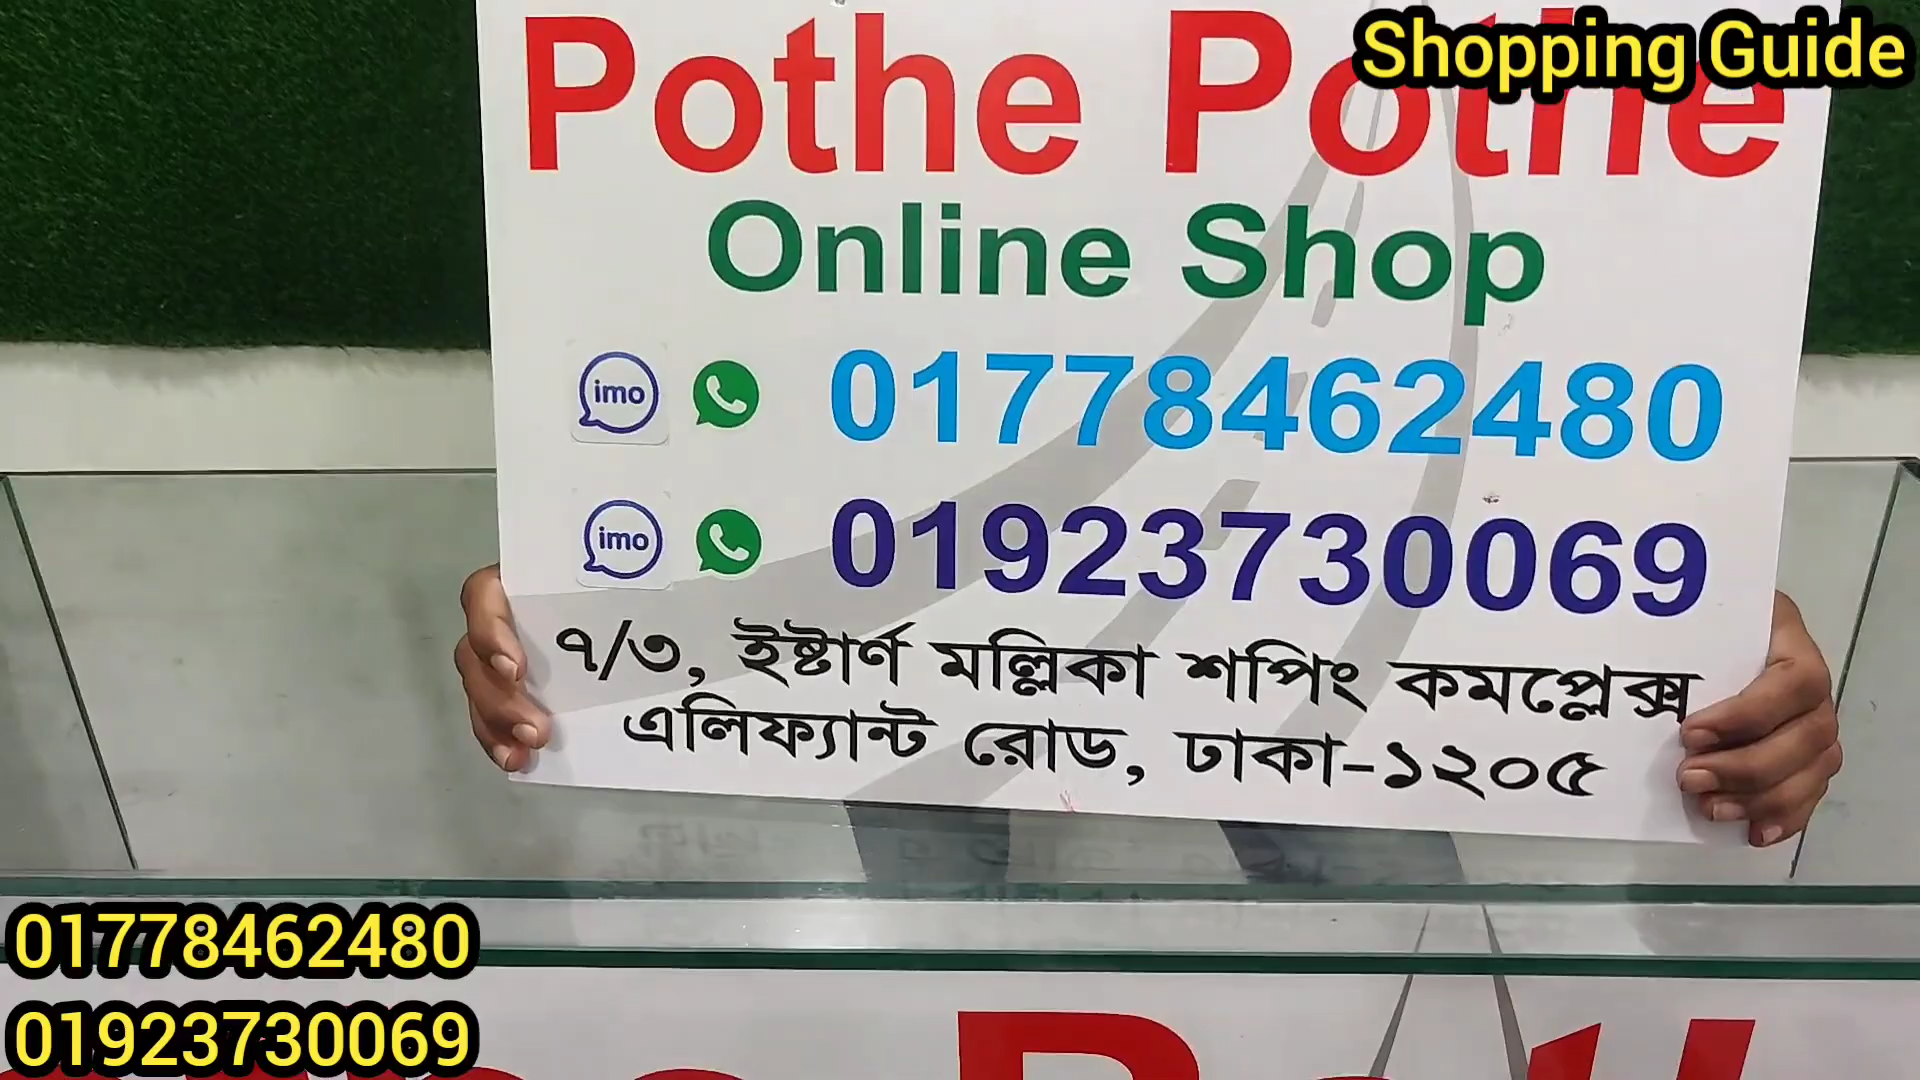 Shopping Guide
Pothe Pothe
Online Shop
imo 01778462480
imo 01923730069
৭/৩, ইষ্টার্ণ মল্লিকা শপিং কমপ্লেক্স
এলিফ্যান্ট রোড, ঢাকা-১২০৫
01778462480
01923730069